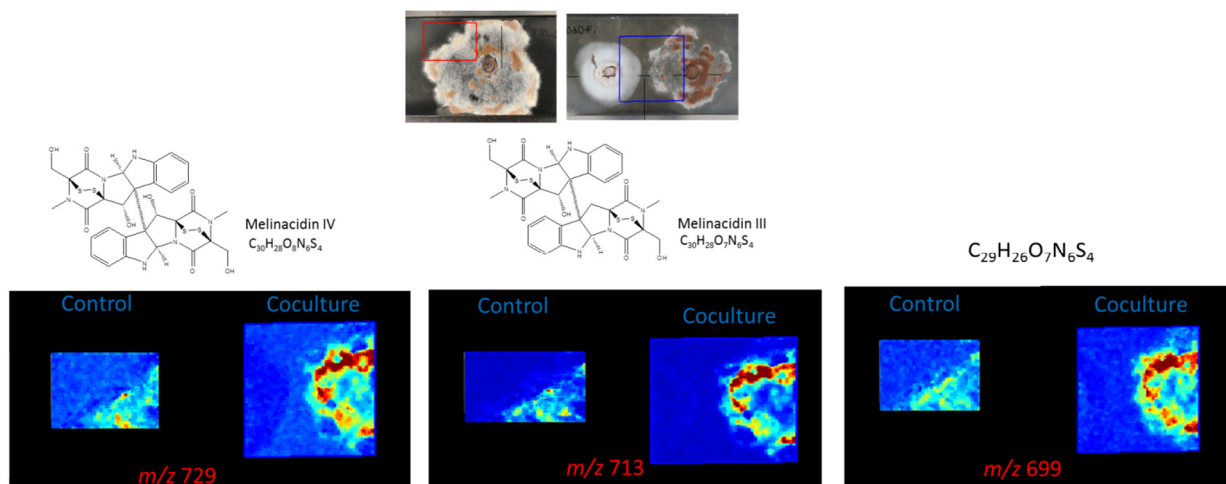 Melinacidin IV
C₃₀H₂₈O₈N₆S₄
Melinacidin III
C₃₀H₂₈O₇N₆S₄
C₂₉H₂₆O₇N₆S₄
Control
Coculture
m/z 729
Control
Coculture
m/z 713
Control
Coculture
m/z 699